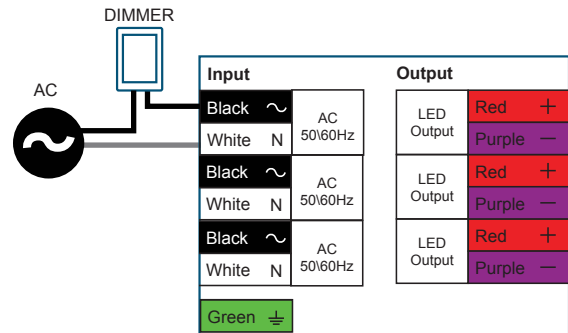 DIMMER
AC
Input
Output
Black
White N
AC
50\60Hz
LED
Output
Red +
Purple —
Black
White N
AC
50\60Hz
LED
Output
Red +
Purple —
Black
White N
AC
50\60Hz
LED
Output
Red +
Purple —
Green